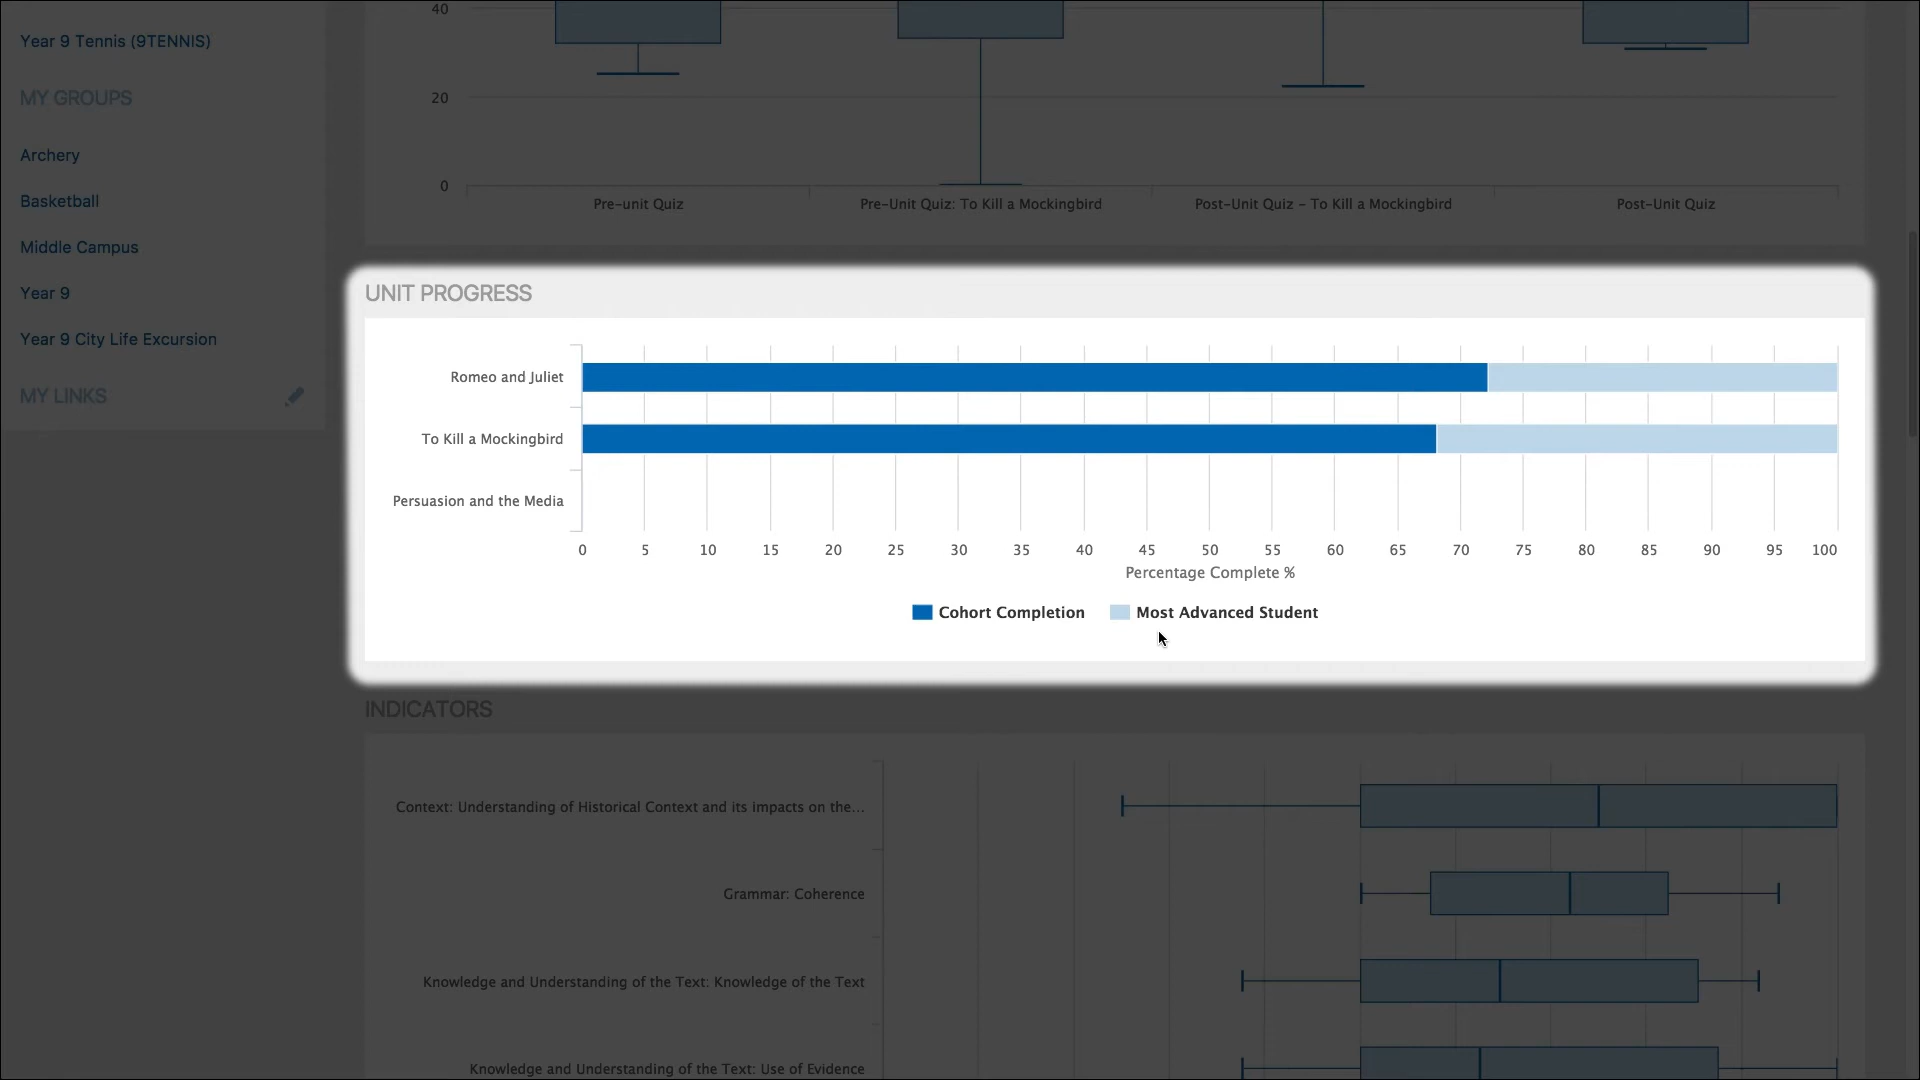 Year 9 Tennis (9TENNIS)
MY GROUPS
Archery
Basketball
Middle Campus
Year 9
Year 9 City Life Excursion
MY LINKS
40
20
0
Pre-unit Quiz
Pre-Unit Quiz: To Kill a Mockingbird
Post-Unit Quiz - To Kill a Mockingbird
Post-Unit Quiz
UNIT PROGRESS
Romeo and Juliet
To Kill a Mockingbird
Persuasion and the Media
0 5 10 15 20 25 30 35 40 45 50 55 60 65 70 75 80 85 90 95 100
Percentage Complete %
Cohort Completion Most Advanced Student
INDICATORS
Context: Understanding of Historical Context and its impacts on the...
Grammar: Coherence
Knowledge and Understanding of the Text: Knowledge of the Text
Knowledge and Understanding of the Text: Use of Evidence